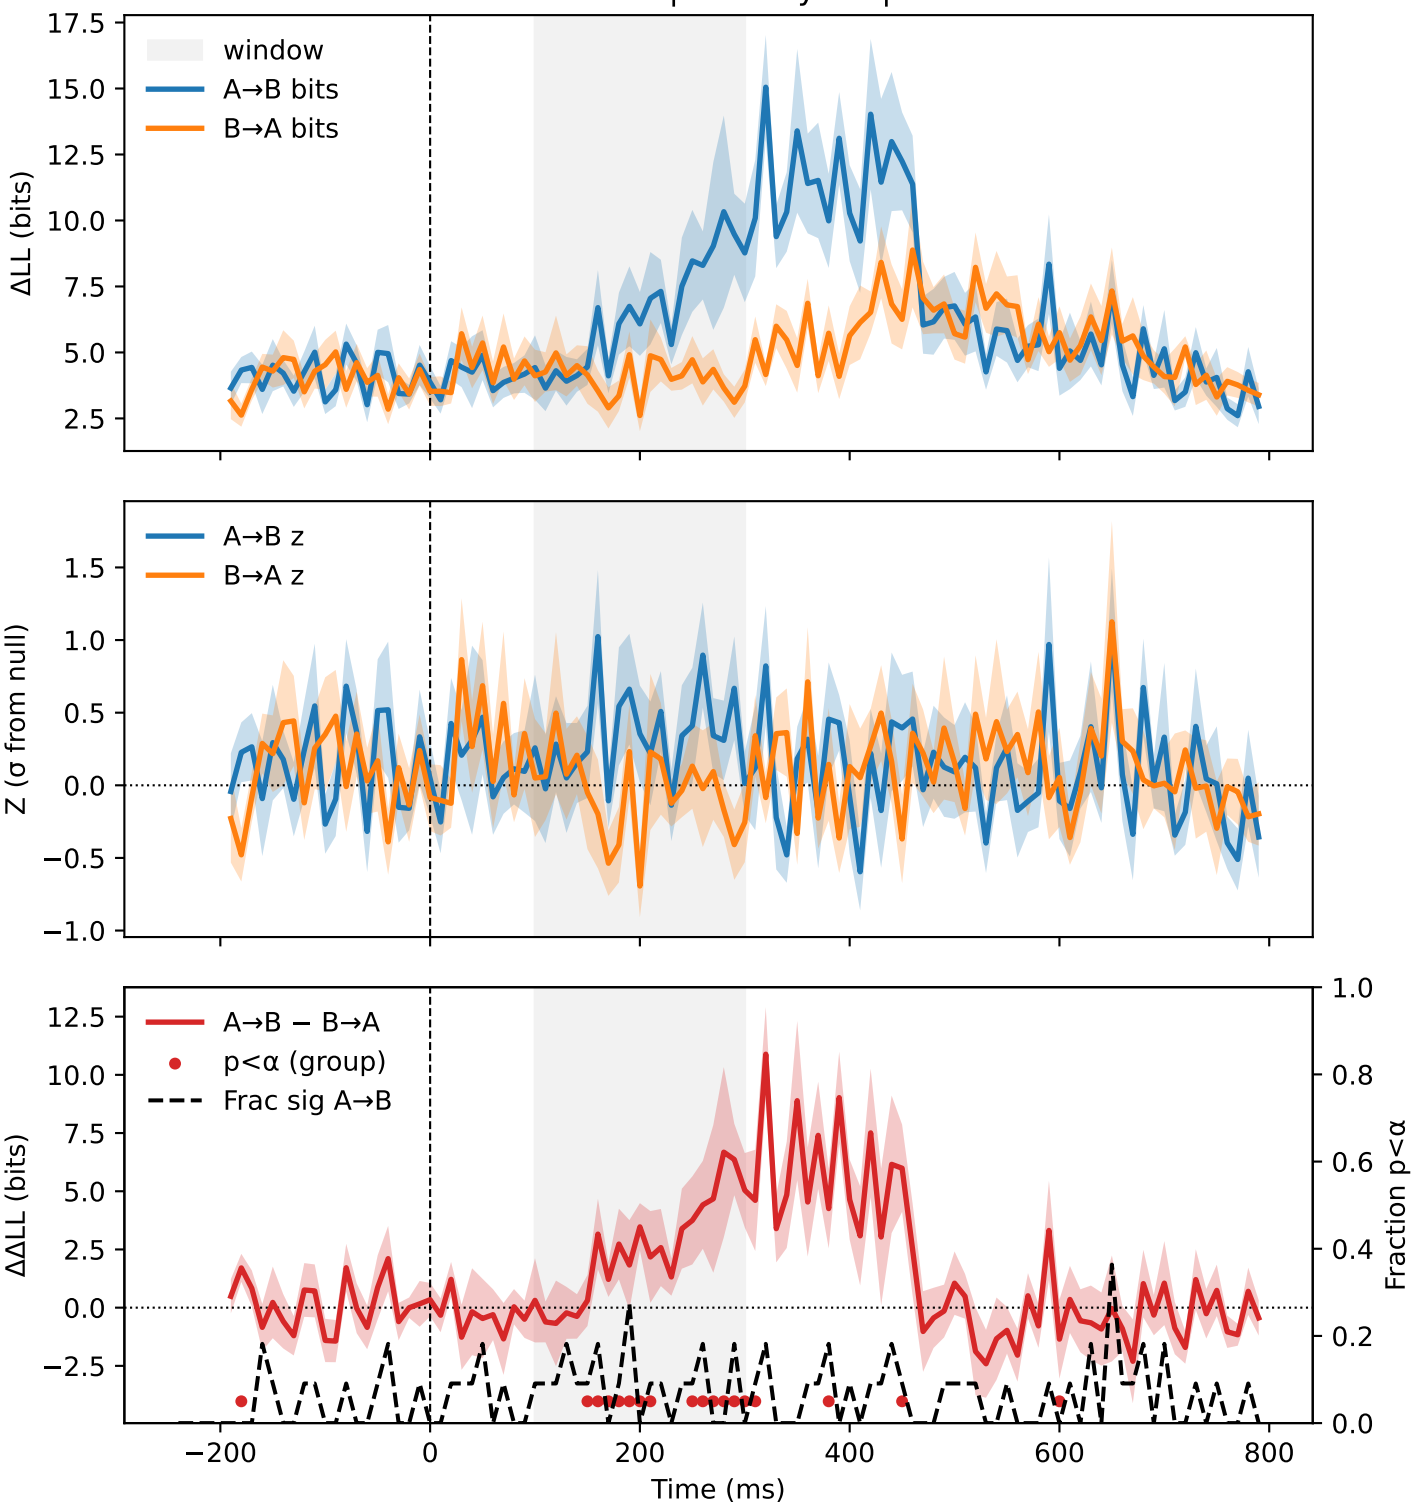 17.5
15.0
12.5
10.0
7.5
5.0
2.5
ΔLL (bits)
window
A→B bits
B→A bits
1.5
1.0
0.5
0.0
−0.5
−1.0
Z (σ from null)
A→B z
B→A z
12.5
10.0
7.5
5.0
2.5
0.0
−2.5
ΔΔLL (bits)
A→B − B→A
p<α (group)
Frac sig A→B
1.0
0.8
0.6
0.4
0.2
0.0
Fraction p<α
−200
0
200
400
600
800
Time (ms)